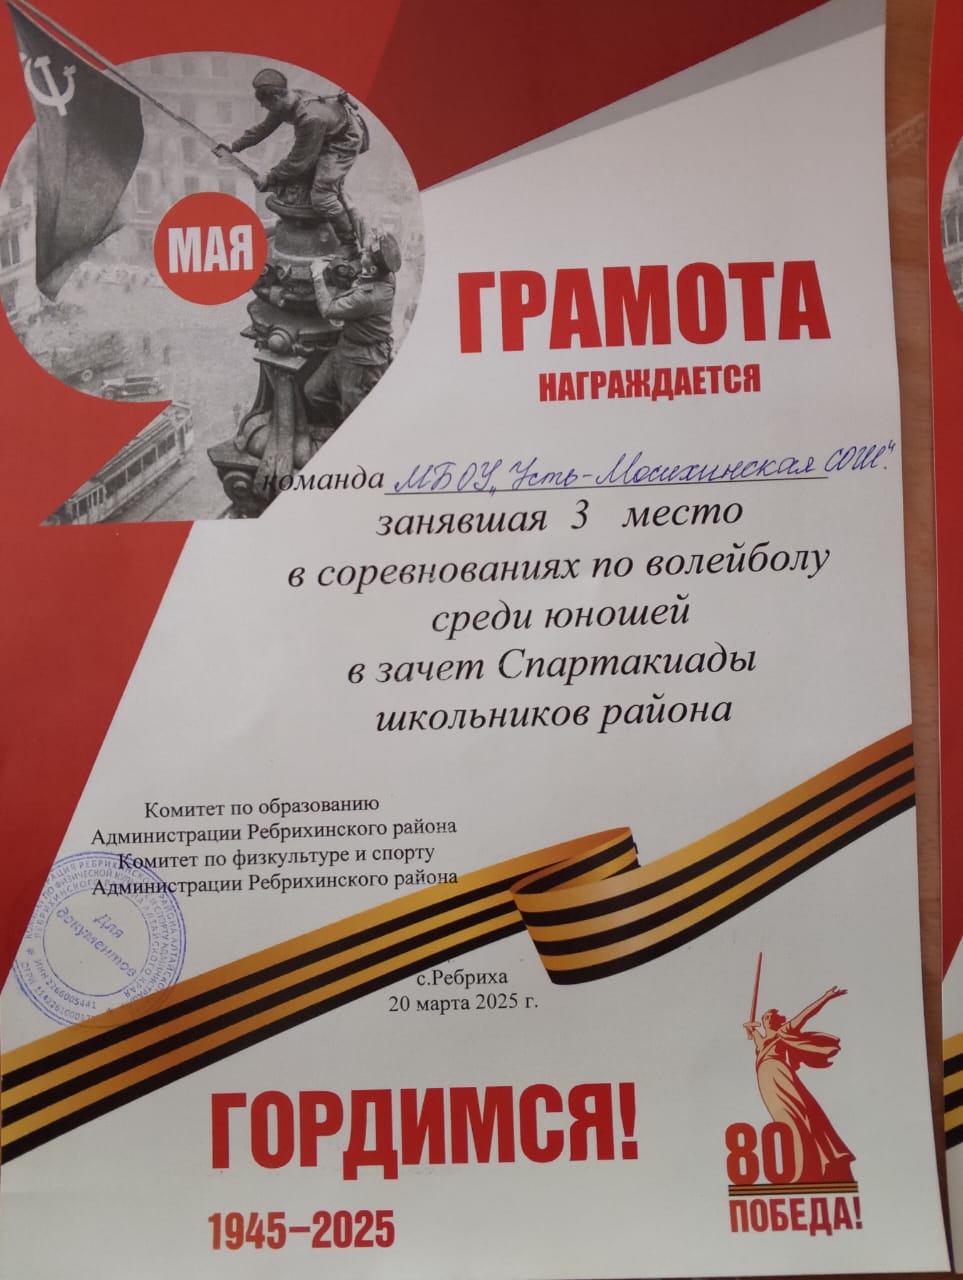 МАЯ
ГРАМОТА
НАГРАЖДАЕТСЯ
команда МБОУ „Усть-Мосихинская СОШ"
занявшая 3 место
в соревнованиях по волейболу
среди юношей
в зачет Спартакиады
школьников района
Комитет по образованию
Администрации Ребрихинского района
Комитет по физкультуре и спорту
Администрации Ребрихинского района
Для
документов
ИНН 2266005441
с.Ребриха
20 марта 2025 г.
ГОРДИМСЯ!
1945–2025
80
ПОБЕДА!